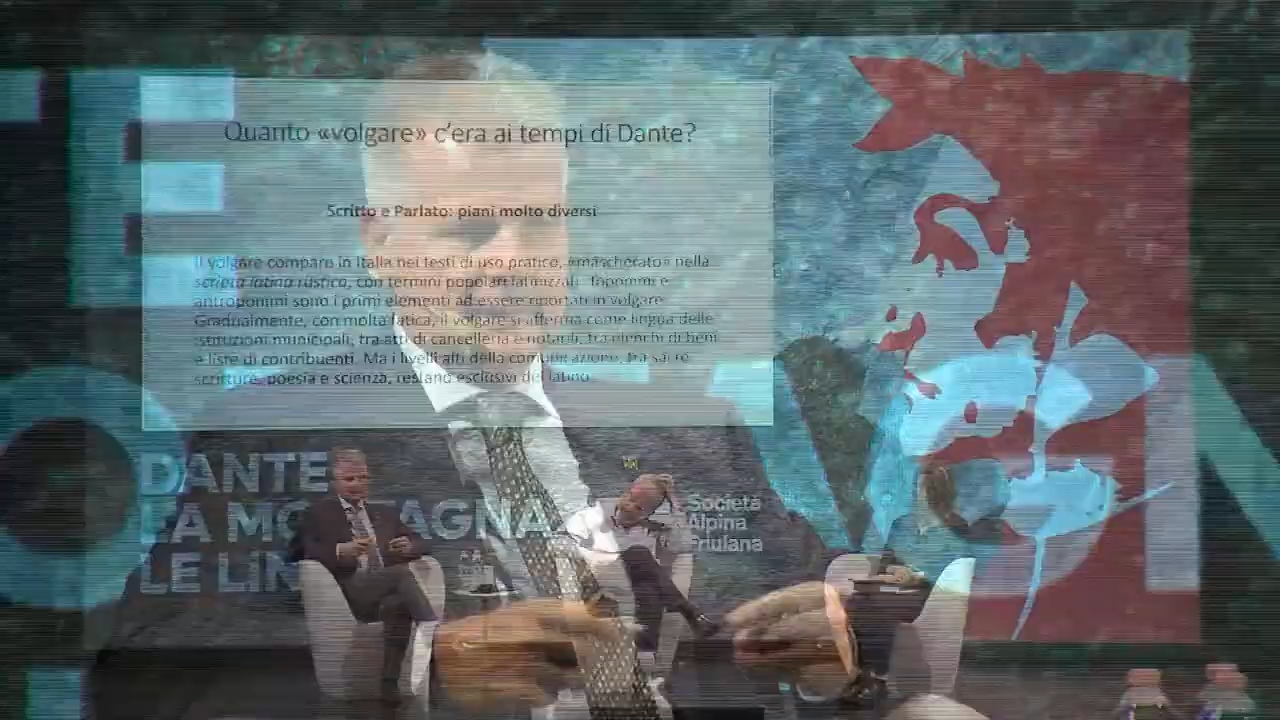 Quanto «volgare» c'era ai tempi di Dante?
Scritto e Parlato: piani molto diversi
Il volgare compare in Italia nei testi di uso pratico, «mascherato» nella
scripta latina rustica, con termini popolari latinizzati. Toponimi e
antroponimi sono i primi elementi ad essere riportati in volgare.
Gradualmente, con molta fatica, il volgare si afferma come lingua delle
istituzioni municipali, tra atti di cancelleria e notarili, tra elenchi di beni
e liste di contribuenti. Ma i livelli alti della comunicazione, tra sacre
scritture, poesia e scienza, restano esclusivi del latino
DANTE
LA MO TAGNA
LE LIN
Società
Alpina
Friulana